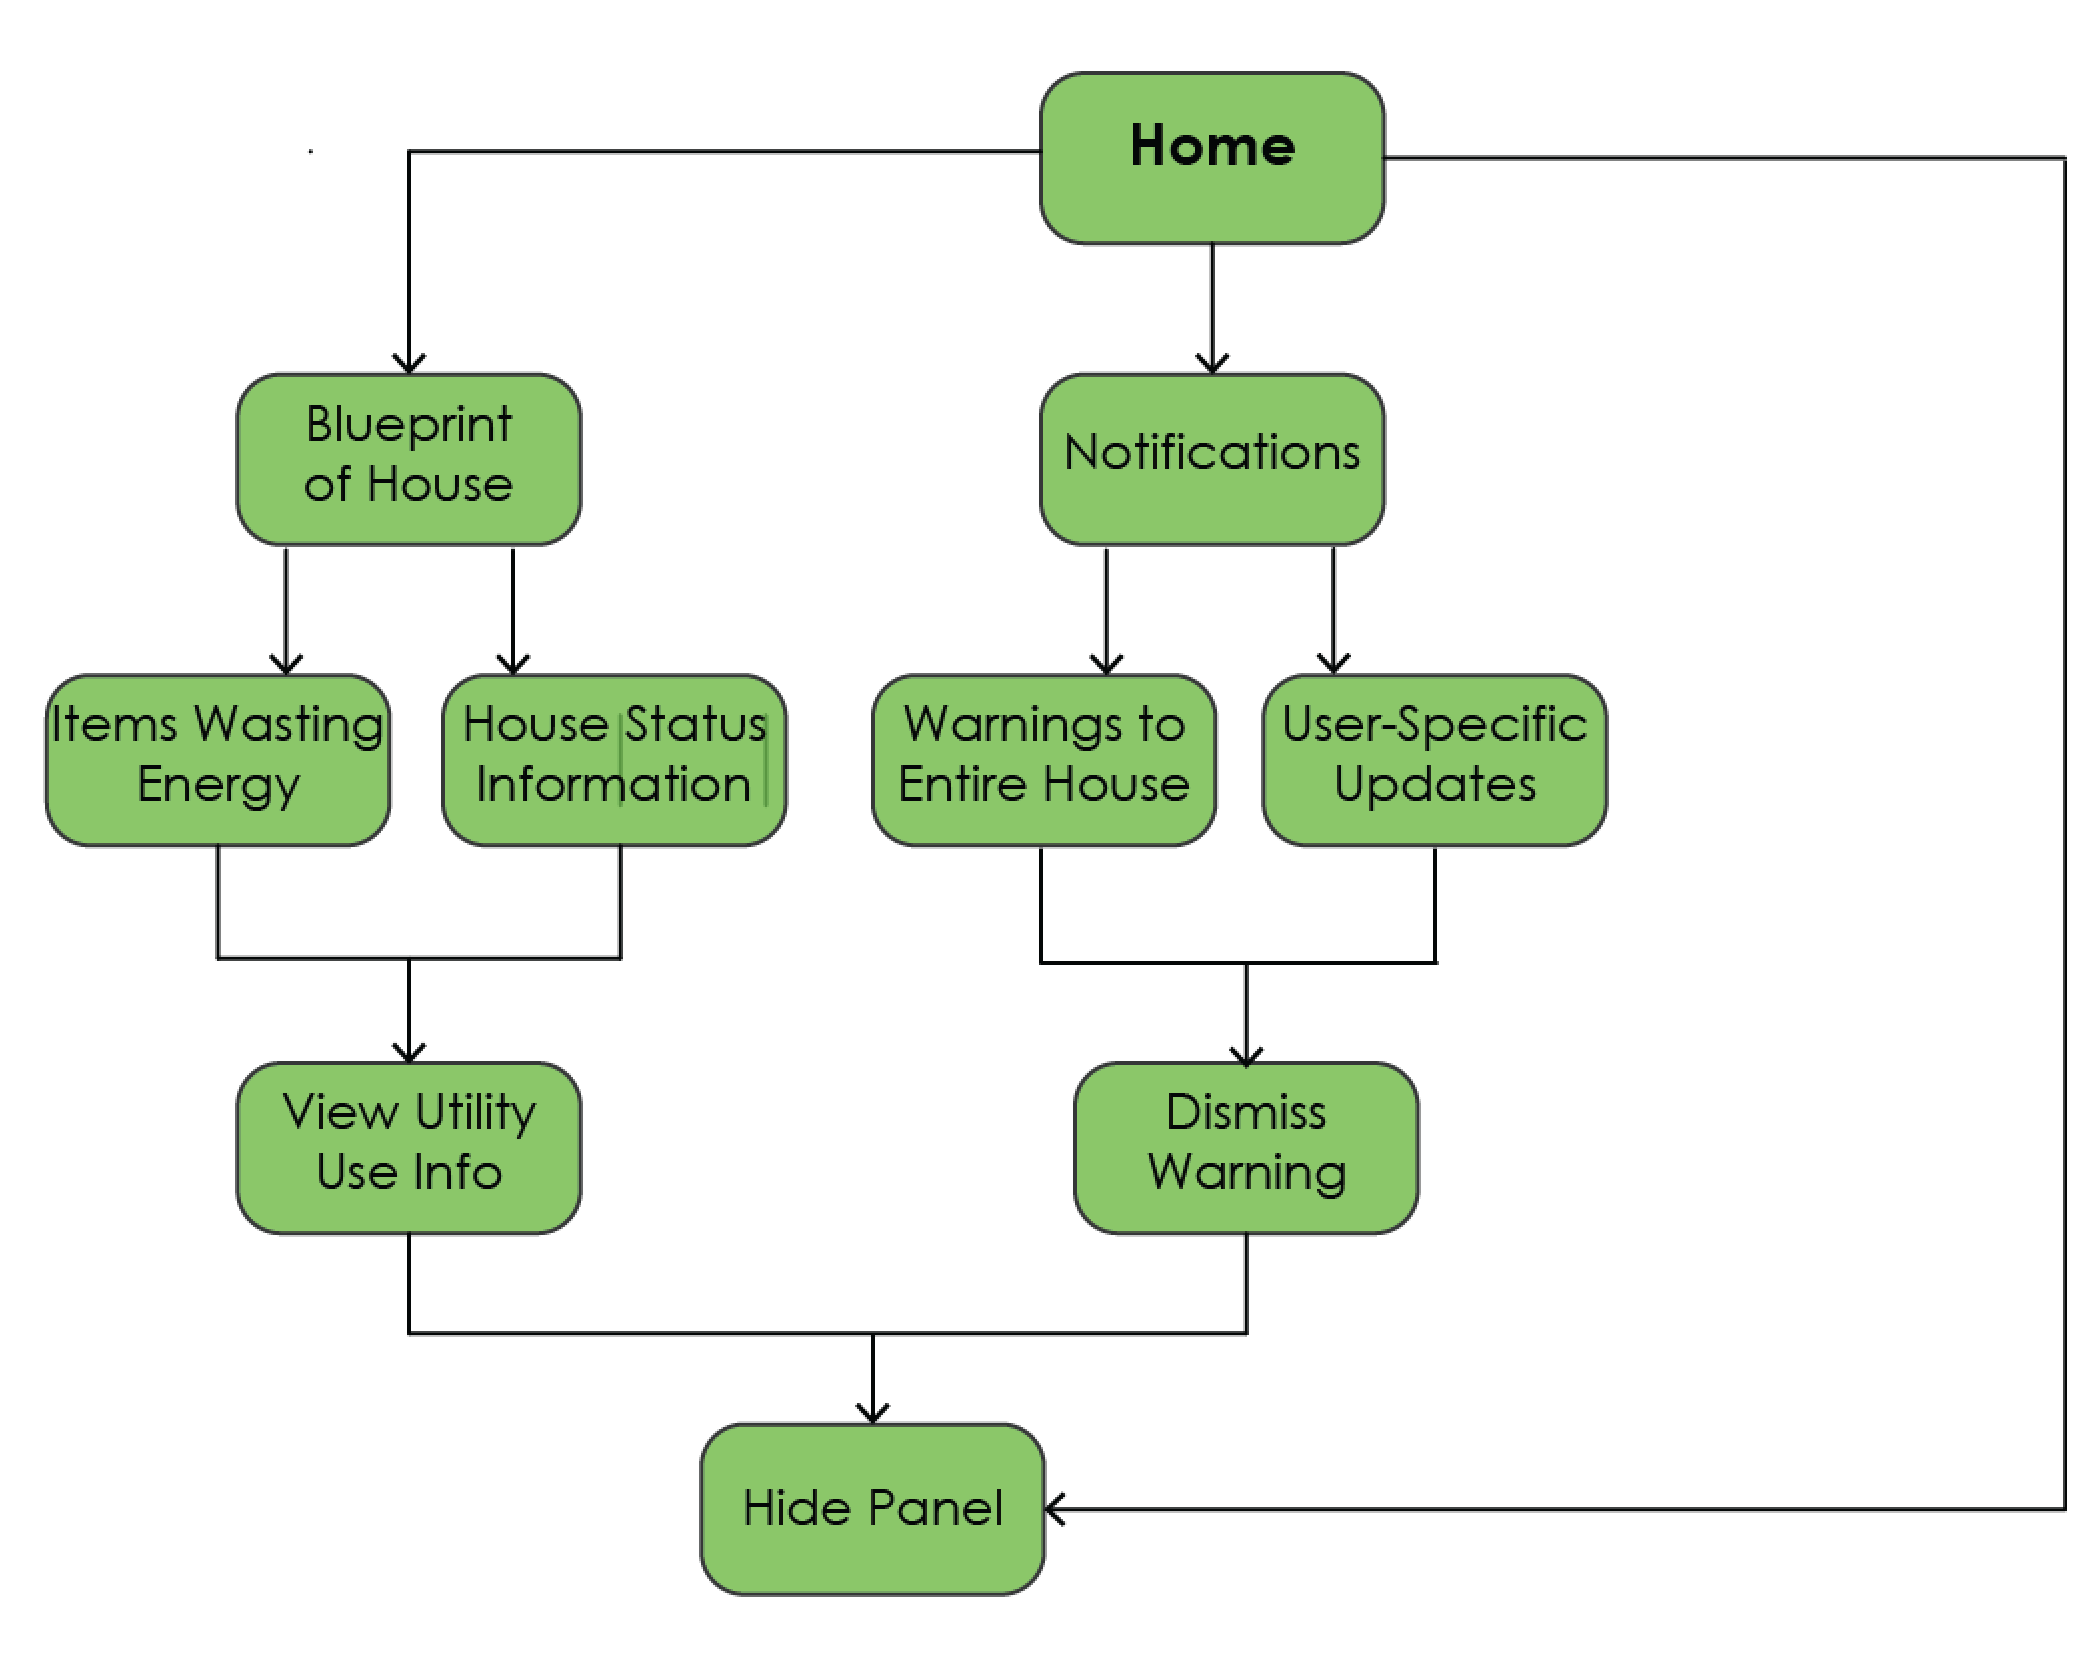 Home
Blueprint
of House
Notifications
Items Wasting
Energy
House Status
Information
Warnings to
Entire House
User-Specific
Updates
View Utility
Use Info
Dismiss
Warning
Hide Panel